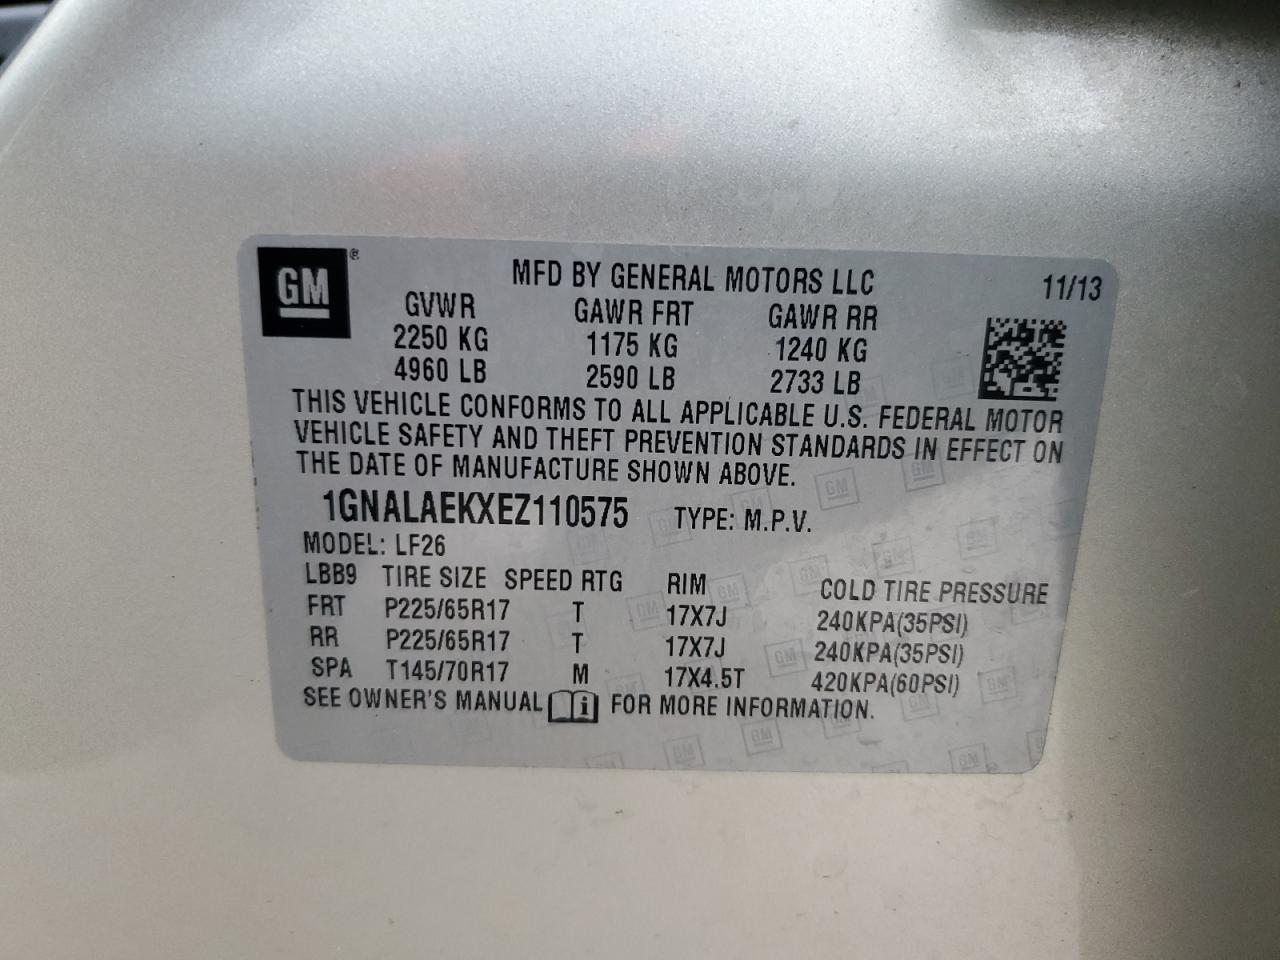 GM ®
MFD BY GENERAL MOTORS LLC 11/13
GVWR GAWR FRT GAWR RR
2250 KG 1175 KG 1240 KG
4960 LB 2590 LB 2733 LB
THIS VEHICLE CONFORMS TO ALL APPLICABLE U.S. FEDERAL MOTOR
VEHICLE SAFETY AND THEFT PREVENTION STANDARDS IN EFFECT ON
THE DATE OF MANUFACTURE SHOWN ABOVE.
1GNALAEKXEZ110575 TYPE: M.P.V.
MODEL: LF26
LBB9 TIRE SIZE SPEED RTG RIM COLD TIRE PRESSURE
FRT P225/65R17 T 17X7J 240KPA(35PSI)
RR P225/65R17 T 17X7J 240KPA(35PSI)
SPA T145/70R17 M 17X4.5T 420KPA(60PSI)
SEE OWNER'S MANUAL i FOR MORE INFORMATION.